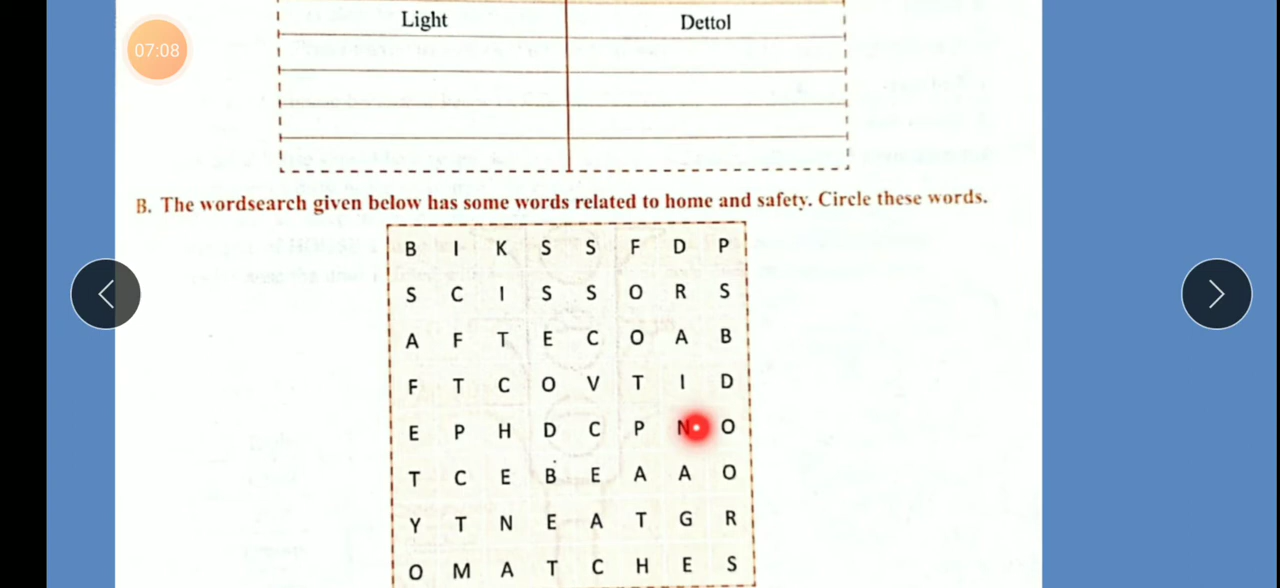 Light Dettol
07:08
B. The wordsearch given below has some words related to home and safety. Circle these words.
B I K S S F D P
S C I S S O R S
A F T E C O A B
F T C O V T I D
E P H D C P N O
T C E B E A A O
Y T N E A T G R
O M A T C H E S